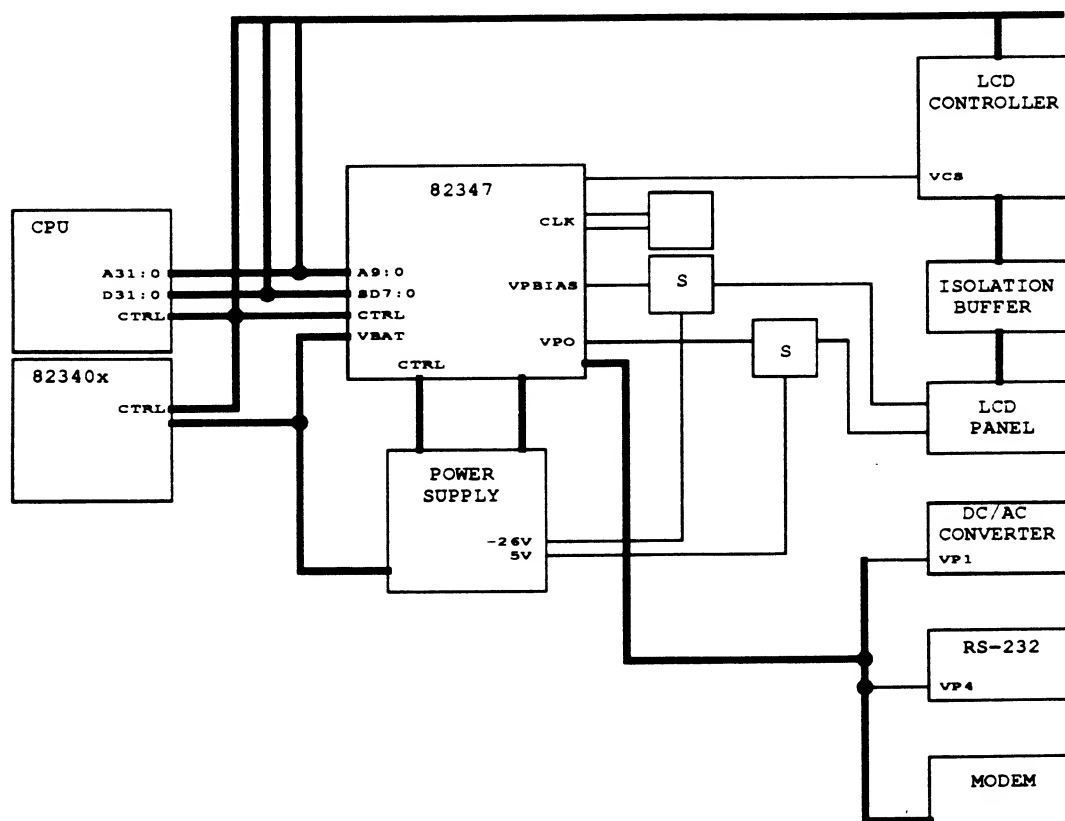 LCD
CONTROLLER
VCS
82347
CLK
VPBIAS
VPO
A9:0
SD7:0
CTRL
VBAT
CTRL
CPU
A31:0
D31:0
CTRL
82340x
CTRL
S
S
ISOLATION
BUFFER
LCD
PANEL
POWER
SUPPLY
-26V
5V
DC/AC
CONVERTER
VP1
RS-232
VP4
MODEM